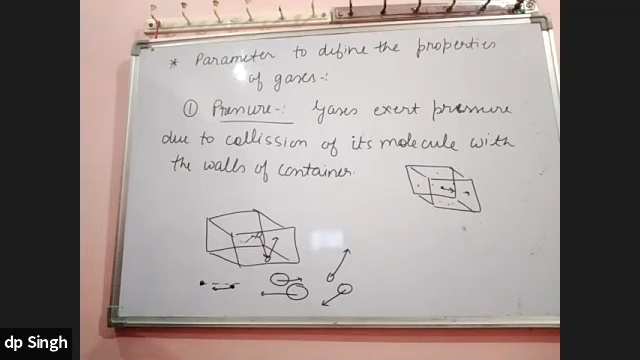 * Parameter to define the properties
of gases-:
① Pressure-: Gases exert pressure
due to collission of its molecule with
the walls of container.
dp Singh